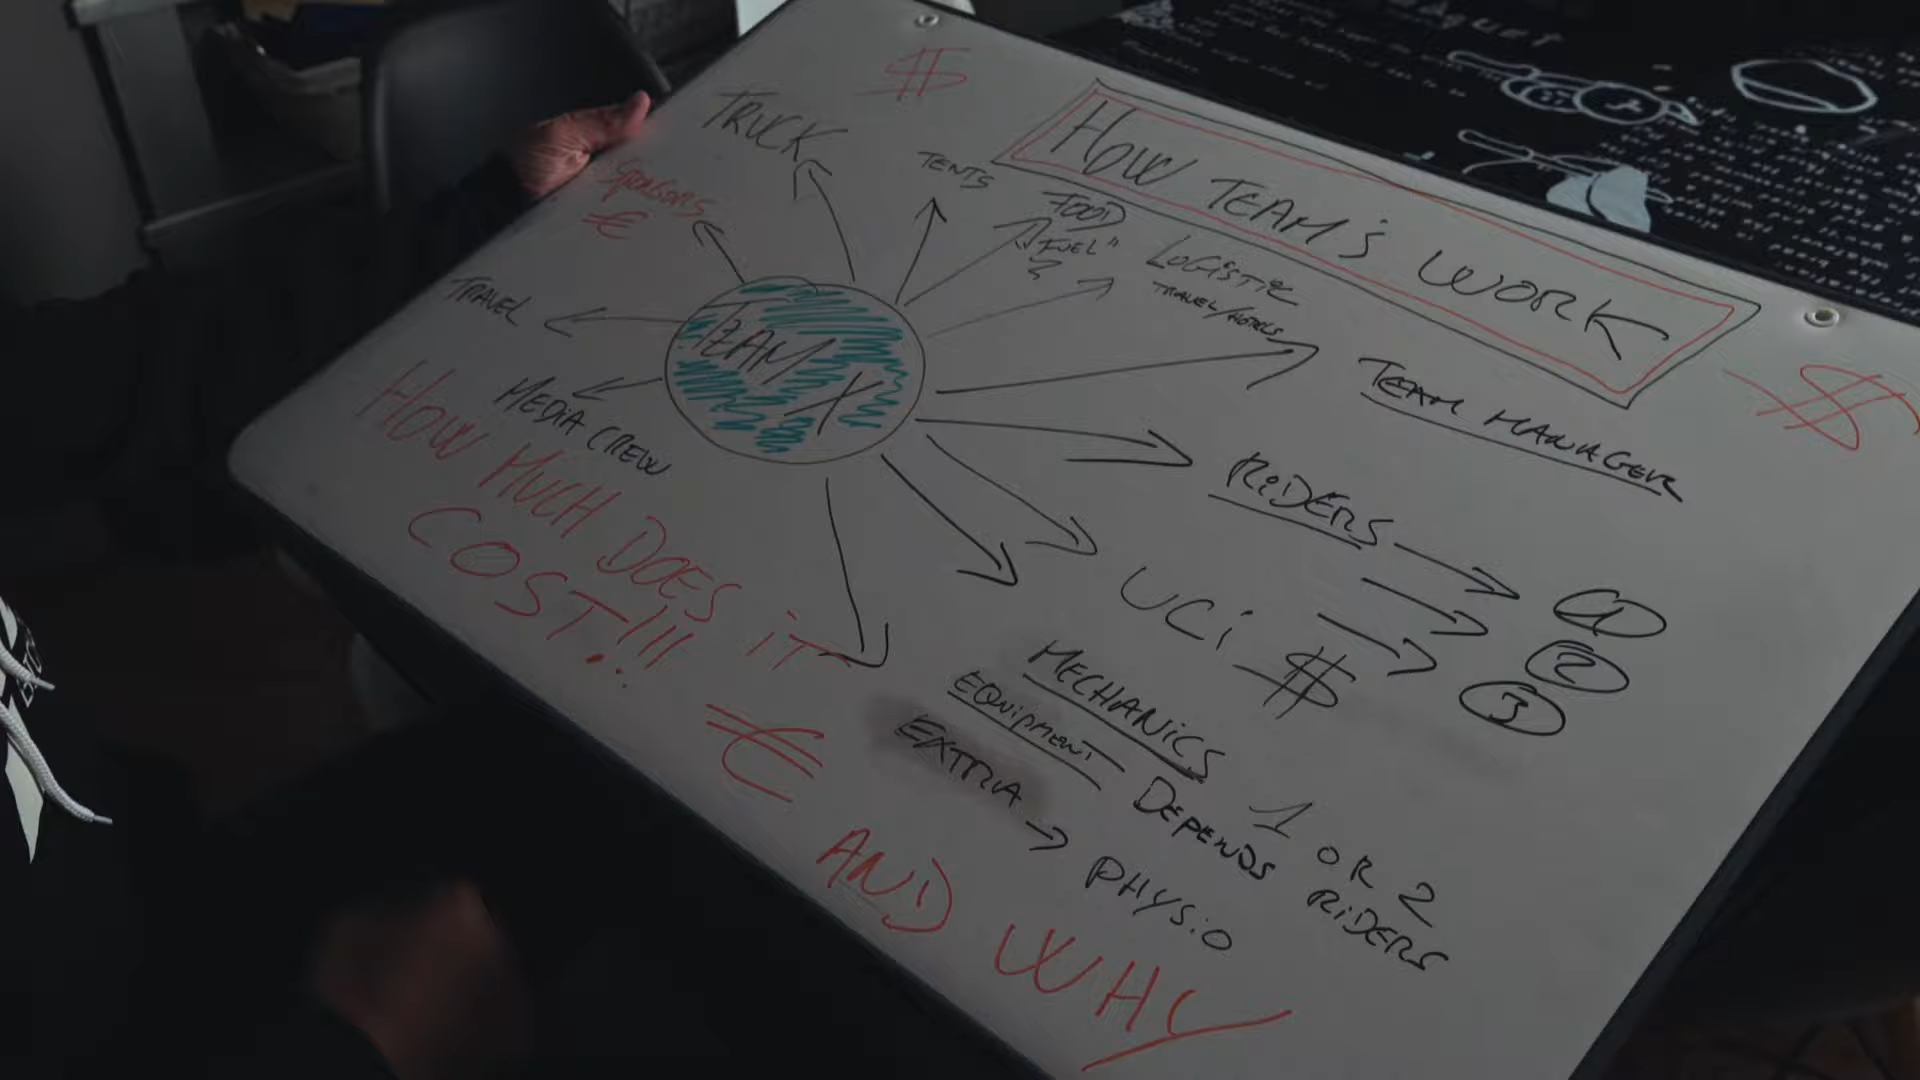 $
HOW TEAM'S WORK
$
TRUCK
TENTS
FOOD
"FUEL"
LOGISTIC
TRAVEL/HOTELS
SPONSORS
€
TRAVEL
TEAM
X
MEDIA CREW
TEAM MANAGER
RIDERS
1
2
3
UCI $
MECHANICS 1 OR 2
EQUIPMENT DEPENDS RIDERS
EXTRA → PHYSIO
HOW MUCH DOES IT
COST!!!
€
AND WHY